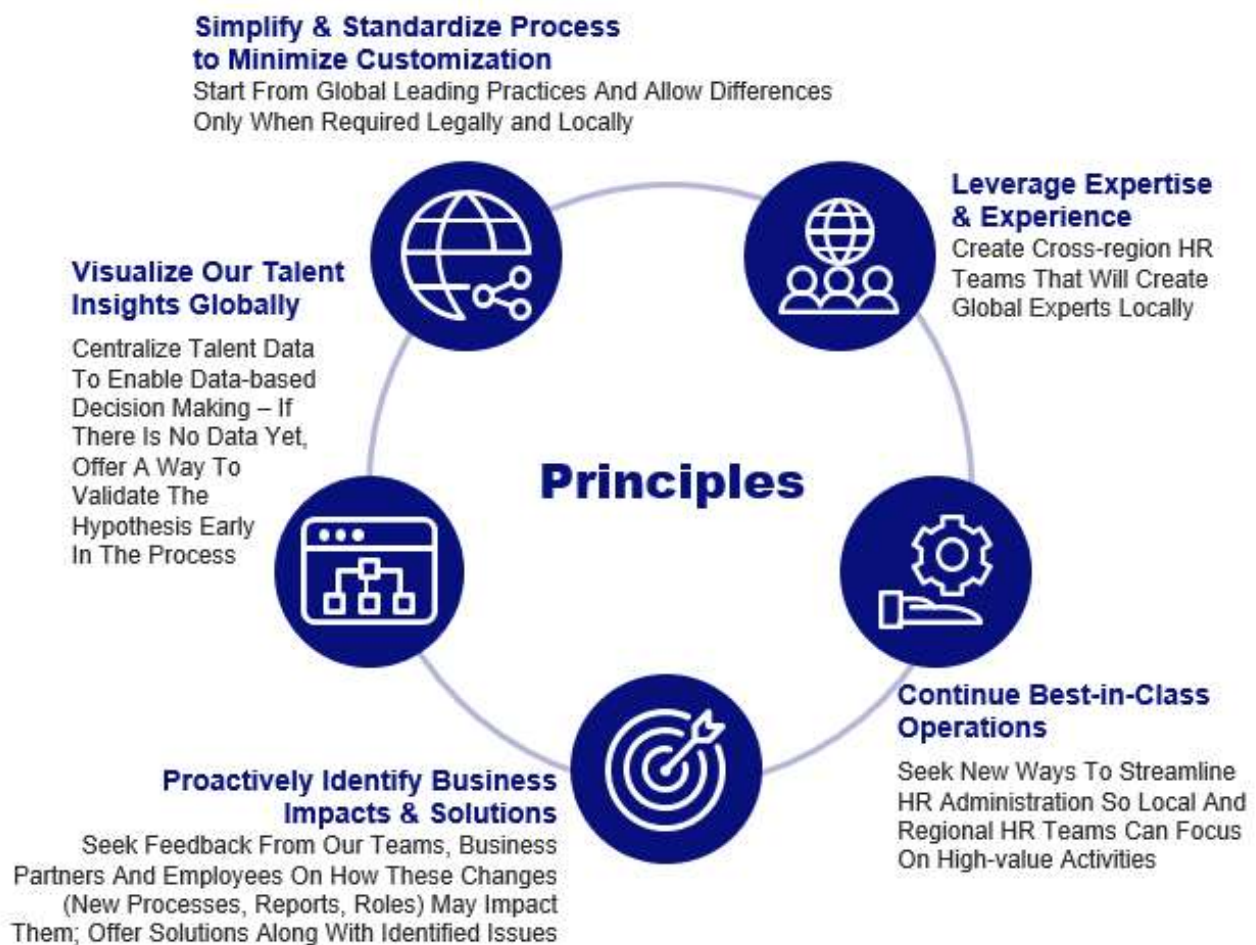 Simplify & Standardize Process
to Minimize Customization
Start From Global Leading Practices And Allow Differences
Only When Required Legally and Locally
Leverage Expertise
& Experience
Create Cross-region HR
Teams That Will Create
Global Experts Locally
Visualize Our Talent
Insights Globally
Centralize Talent Data
To Enable Data-based
Decision Making – If
There Is No Data Yet,
Offer A Way To
Validate The
Hypothesis Early
In The Process
Principles
Continue Best-in-Class
Operations
Seek New Ways To Streamline
HR Administration So Local And
Regional HR Teams Can Focus
On High-value Activities
Proactively Identify Business
Impacts & Solutions
Seek Feedback From Our Teams, Business
Partners And Employees On How These Changes
(New Processes, Reports, Roles) May Impact
Them; Offer Solutions Along With Identified Issues